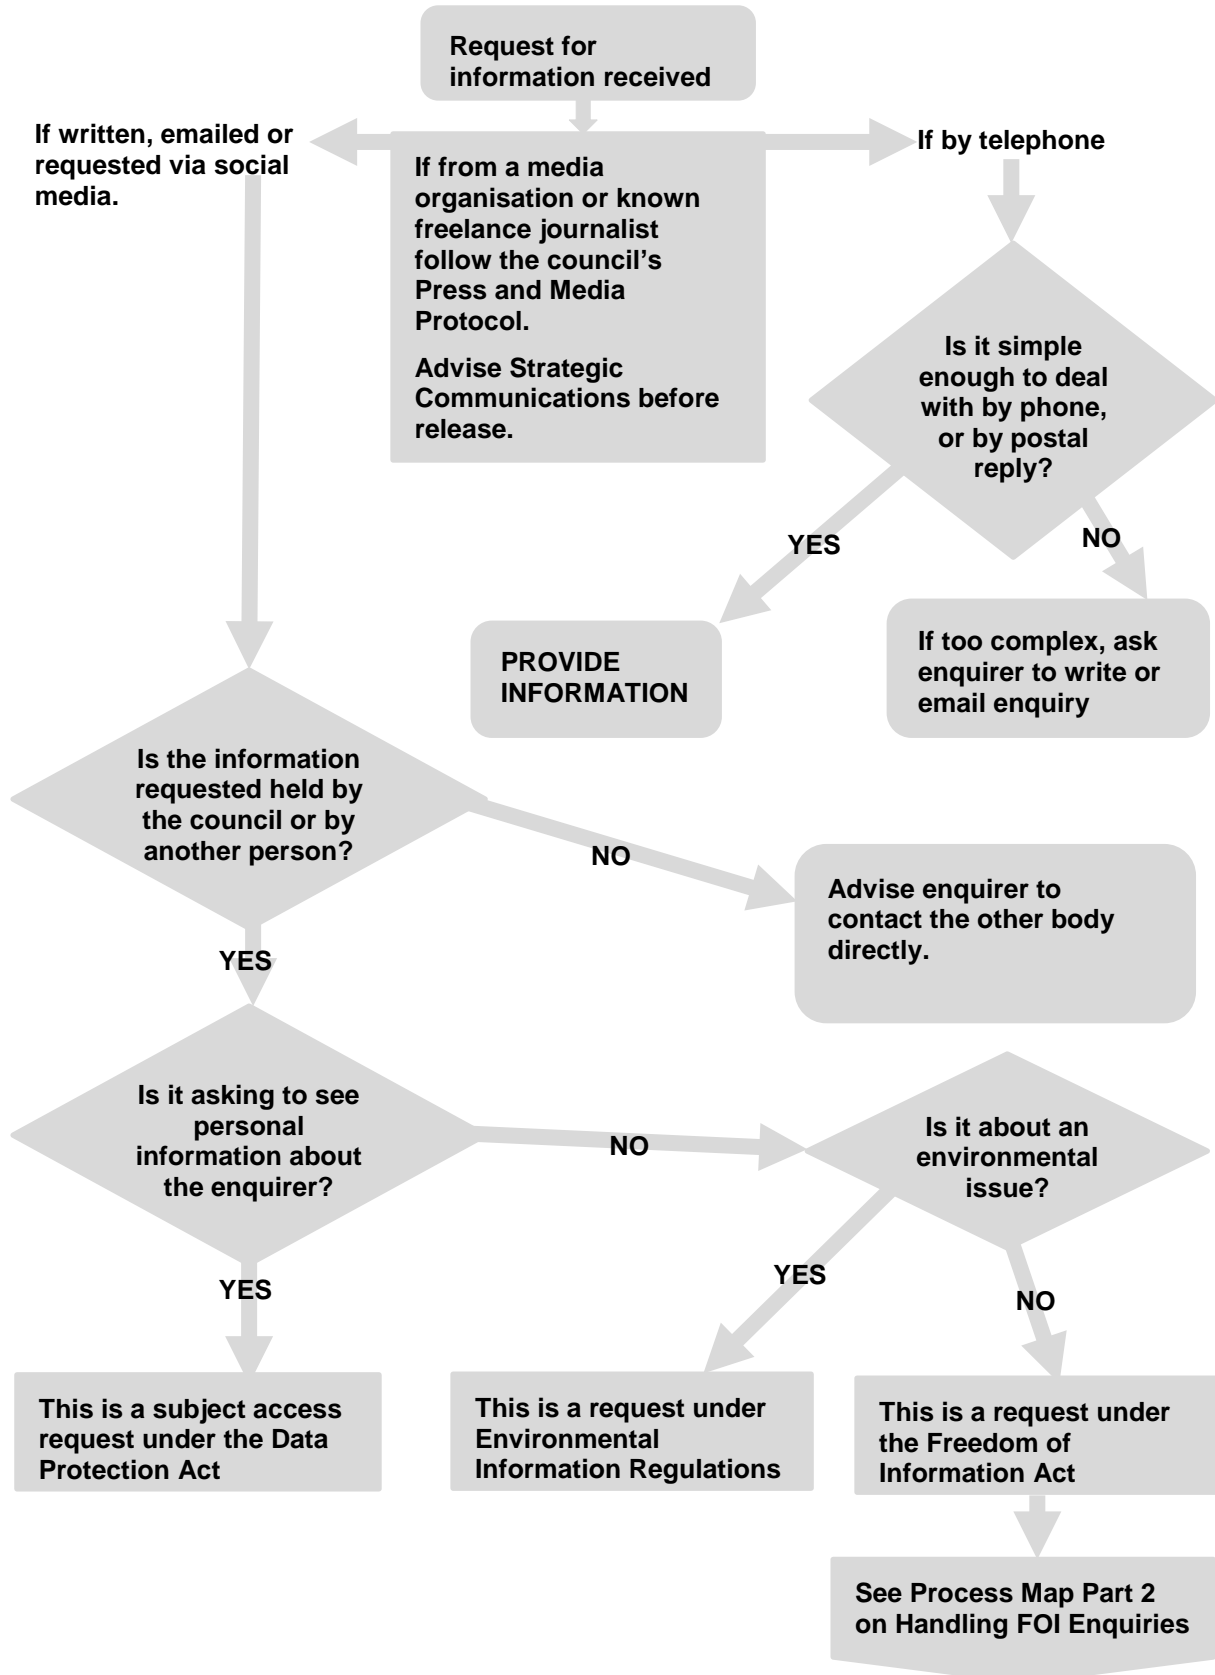 Request for
information received
If written, emailed or
requested via social
media.
If from a media
organisation or known
freelance journalist
follow the council’s
Press and Media
Protocol.
Advise Strategic
Communications before
release.
If by telephone
Is it simple
enough to deal
with by phone,
or by postal
reply?
YES
NO
PROVIDE
INFORMATION
If too complex, ask
enquirer to write or
email enquiry
Is the information
requested held by
the council or by
another person?
NO
Advise enquirer to
contact the other body
directly.
YES
Is it asking to see
personal
information about
the enquirer?
NO
Is it about an
environmental
issue?
YES
YES
NO
This is a subject access
request under the Data
Protection Act
This is a request under
Environmental
Information Regulations
This is a request under
the Freedom of
Information Act
See Process Map Part 2
on Handling FOI Enquiries